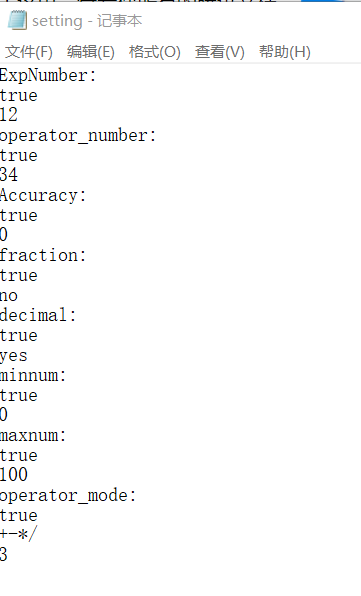 setting - 记事本
文件(F) 编辑(E) 格式(O) 查看(V) 帮助(H)
ExpNumber:
true
12
operator_number:
true
34
Accuracy:
true
0
fraction:
true
no
decimal:
true
yes
minnum:
true
0
maxnum:
true
100
operator_mode:
true
+-*/
3